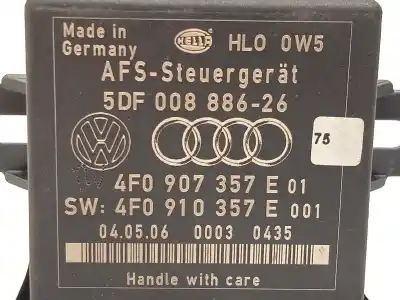 Made in
Germany
HELLA
HLO 0W5
AFS-Steuergerät
5DF 008 886-26
75
4F0 907 357 E 01
SW: 4F0 910 357 E 001
04.05.06 0003 0435
Handle with care